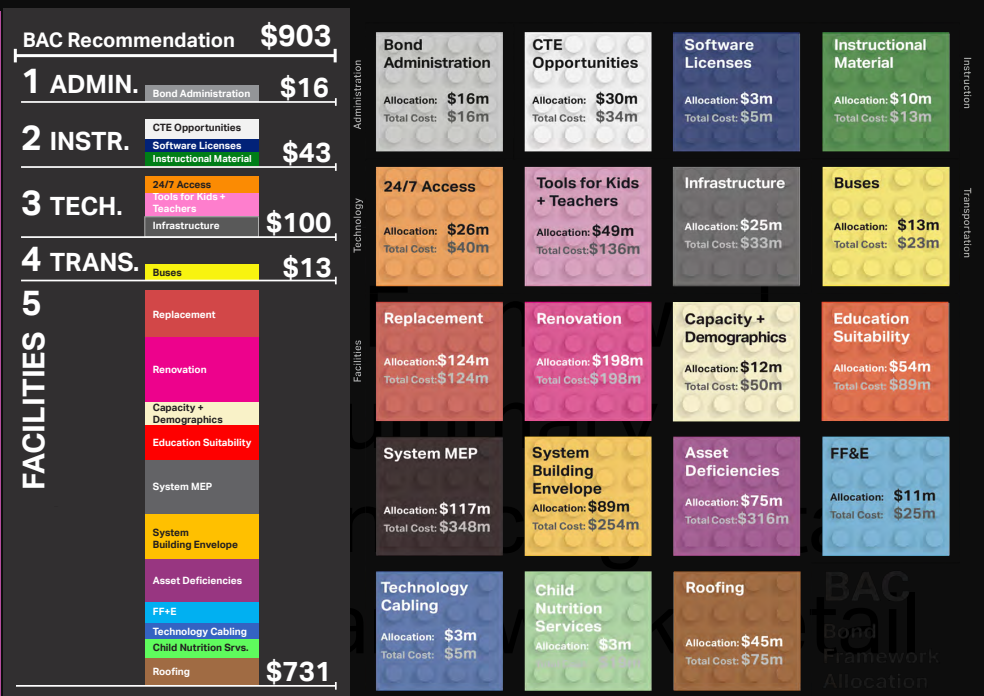 BAC Recommendation $903
1 ADMIN. Bond Administration $16
2 INSTR. $43
CTE Opportunities
Software Licenses
Instructional Material
3 TECH. $100
24/7 Access
Tools for Kids +
Teachers
Infrastructure
4 TRANS. Buses $13
5
FACILITIES
Replacement
Renovation
Capacity +
Demographics
Education Suitability
System MEP
System
Building Envelope
Asset Deficiencies
FF+E
Technology Cabling
Child Nutrition Srvs.
Roofing
$731
Administration
Bond
Administration
Allocation: $16m
Total Cost: $16m
CTE
Opportunities
Allocation: $30m
Total Cost: $34m
Software
Licenses
Allocation: $3m
Total Cost: $5m
Instructional
Material
Allocation: $10m
Total Cost: $13m
Instruction
Technology
24/7 Access
Allocation: $26m
Total Cost: $40m
Tools for Kids
+ Teachers
Allocation: $49m
Total Cost: $136m
Infrastructure
Allocation: $25m
Total Cost: $33m
Buses
Allocation: $13m
Total Cost: $23m
Transportation
Facilities
Replacement
Allocation: $124m
Total Cost: $124m
Renovation
Allocation: $198m
Total Cost: $198m
Capacity +
Demographics
Allocation: $12m
Total Cost: $50m
Education
Suitability
Allocation: $54m
Total Cost: $89m
System MEP
Allocation: $117m
Total Cost: $348m
System
Building
Envelope
Allocation: $89m
Total Cost: $254m
Asset
Deficiencies
Allocation: $75m
Total Cost: $316m
FF&E
Allocation: $11m
Total Cost: $25m
Technology
Cabling
Allocation: $3m
Total Cost: $5m
Child
Nutrition
Services
Allocation: $3m
Roofing
Allocation: $45m
Total Cost: $75m
BAC
Bond
Framework
Allocation